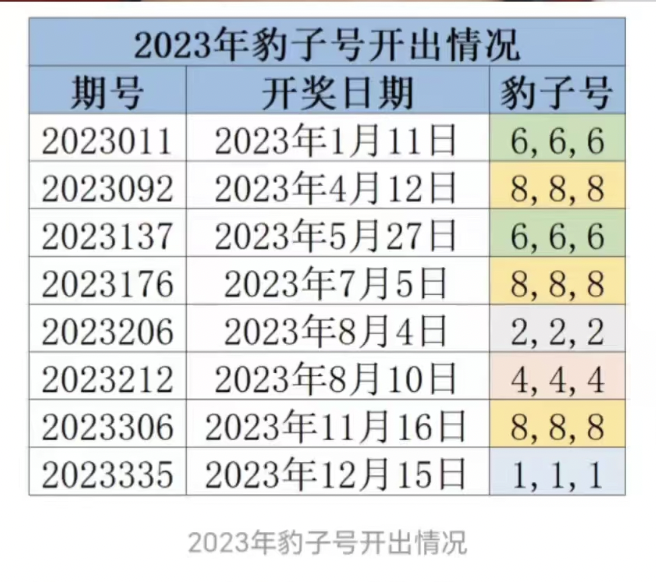 2023年豹子号开出情况
期号 开奖日期 豹子号
2023011 2023年1月11日 6,6,6
2023092 2023年4月12日 8,8,8
2023137 2023年5月27日 6,6,6
2023176 2023年7月5日 8,8,8
2023206 2023年8月4日 2,2,2
2023212 2023年8月10日 4,4,4
2023306 2023年11月16日 8,8,8
2023335 2023年12月15日 1,1,1
2023年豹子号开出情况